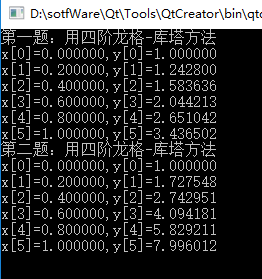 D:\sotfWare\Qt\Tools\QtCreator\bin\qtc
第一题：用四阶龙格-库塔方法
x[0]=0.000000,y[0]=1.000000
x[1]=0.200000,y[1]=1.242800
x[2]=0.400000,y[2]=1.583636
x[3]=0.600000,y[3]=2.044213
x[4]=0.800000,y[4]=2.651042
x[5]=1.000000,y[5]=3.436502
第二题：用四阶龙格-库塔方法
x[0]=0.000000,y[0]=1.000000
x[1]=0.200000,y[1]=1.727548
x[2]=0.400000,y[2]=2.742951
x[3]=0.600000,y[3]=4.094181
x[4]=0.800000,y[4]=5.829211
x[5]=1.000000,y[5]=7.996012